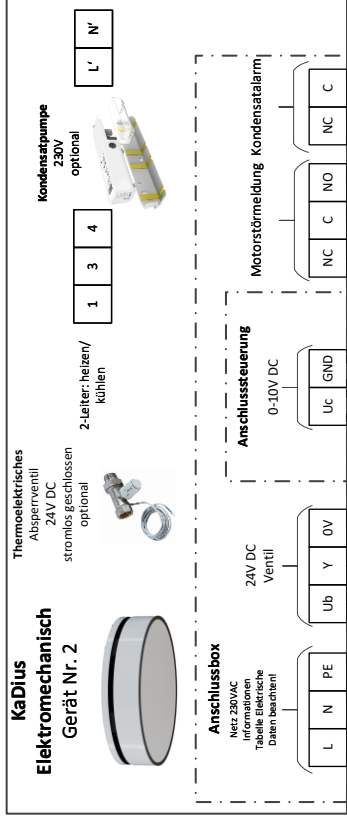 KaDius
Elektromechanisch
Gerät Nr. 2
Thermoelektrisches
Absperrventil
24V DC
stromlos geschlossen
optional
2-Leiter: heizen/
kühlen
1 3 4
Kondensatpumpe
230V
optional
L‘ N‘
Anschlussbox
Netz 230VAC
Informationen
Tabelle Elektrische
Daten beachten!
L N PE
24V DC
Ventil
Ub Y 0V
Anschlusssteuerung
0-10V DC
Uc GND
Motorstörmeldung
NC C NO
Kondensatalarm
NC C